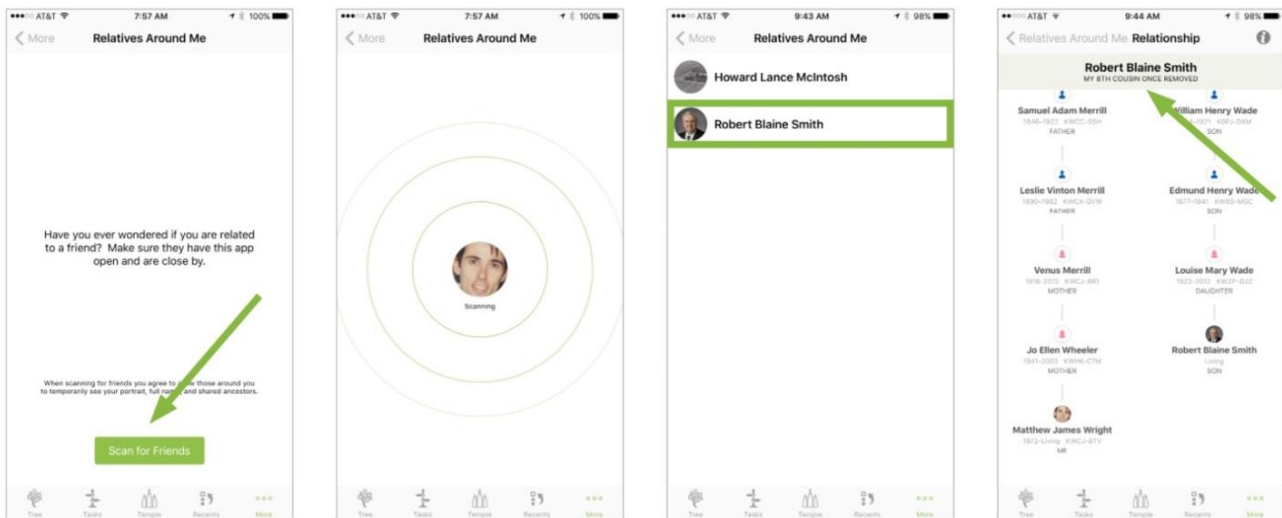 AT&T 7:57 AM 100%
More Relatives Around Me
Have you ever wondered if you are related
to a friend? Make sure they have this app
open and are close by.
When scanning for friends you agree to those around you
to temporarily see your portrait, full and shared ancestors.
Scan for Friends
Tree Tasks Temple Recents More
AT&T 7:57 AM 100%
More Relatives Around Me
Scanning
Tree Tasks Temple Recents More
AT&T 9:43 AM 98%
More Relatives Around Me
Howard Lance McIntosh
Robert Blaine Smith
Tree Tasks Temple Recents More
AT&T 9:44 AM 98%
Relatives Around Me Relationship
Robert Blaine Smith
MY 8TH COUSIN ONCE REMOVED
Samuel Adam Merrill
FATHER
Leslie Vinton Merrill
FATHER
Venus Merrill
MOTHER
Jo Ellen Wheeler
MOTHER
Matthew James Wright
ME
William Henry Wade
SON
Edmund Henry Wade
SON
Louise Mary Wade
DAUGHTER
Robert Blaine Smith
Living
SON
Tree Tasks Temple Recents More